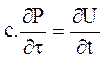 c. ∂P/∂τ = ∂U/∂t